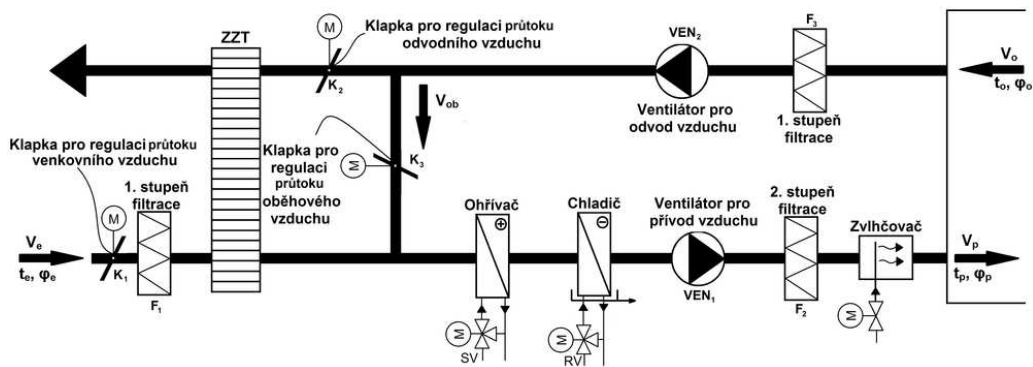 M
Klapka pro regulaci průtoku
odvodního vzduchu
ZZT
K2
VEN2
F3
Vo
to, φo
Vob
Ventilátor pro
odvod vzduchu
1. stupeň
filtrace
Klapka pro regulaci průtoku
venkovního vzduchu
Klapka pro
regulaci
průtoku
oběhového
vzduchu
M
K3
M
1. stupeň
filtrace
Ohřívač
Chladič
Ventilátor pro
přívod vzduchu
2. stupeň
filtrace
Zvlhčovač
Ve
te, φe
K1
F1
VEN1
F2
Vp
tp, φp
M
SV
M
RV
M